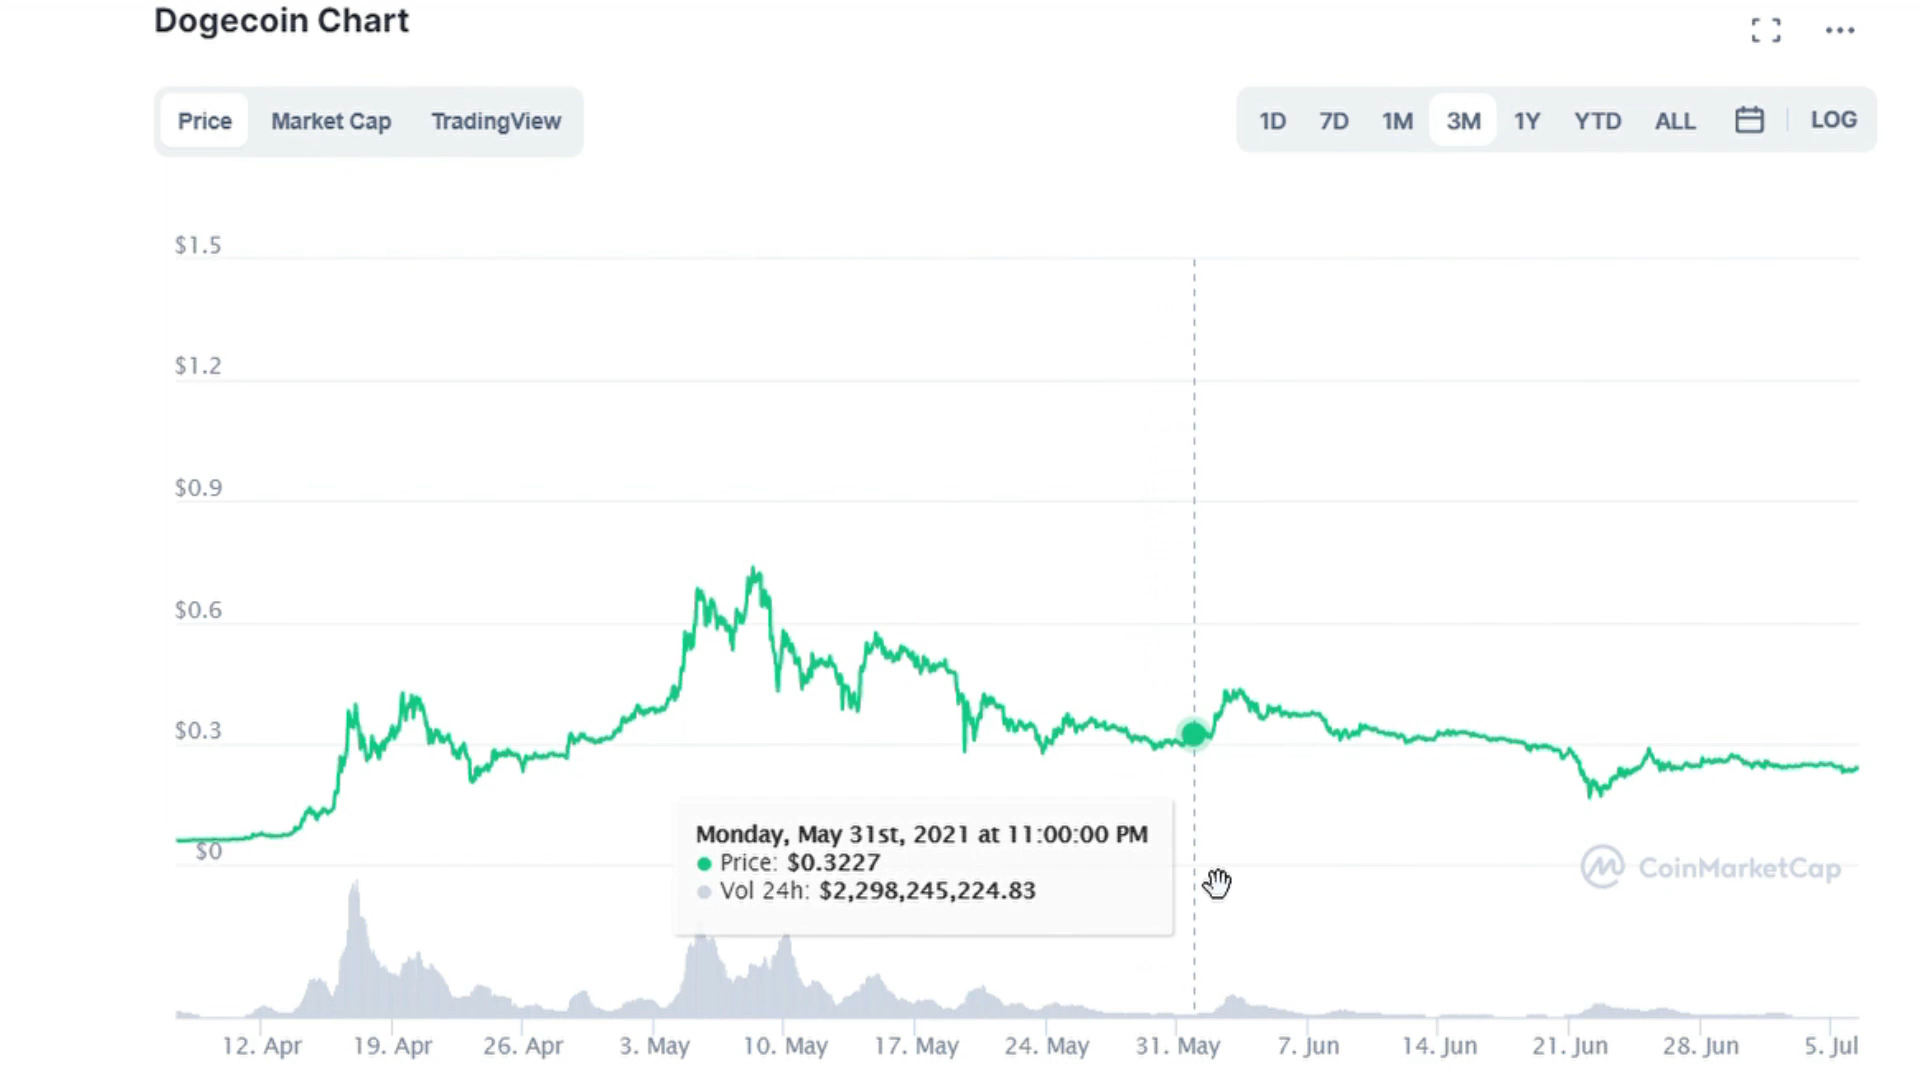 Dogecoin Chart
Price Market Cap TradingView
1D 7D 1M 3M 1Y YTD ALL LOG
$1.5
$1.2
$0.9
$0.6
$0.3
$0
Monday, May 31st, 2021 at 11:00:00 PM
Price: $0.3227
Vol 24h: $2,298,245,224.83
CoinMarketCap
12. Apr 19. Apr 26. Apr 3. May 10. May 17. May 24. May 31. May 7. Jun 14. Jun 21. Jun 28. Jun 5. Jul